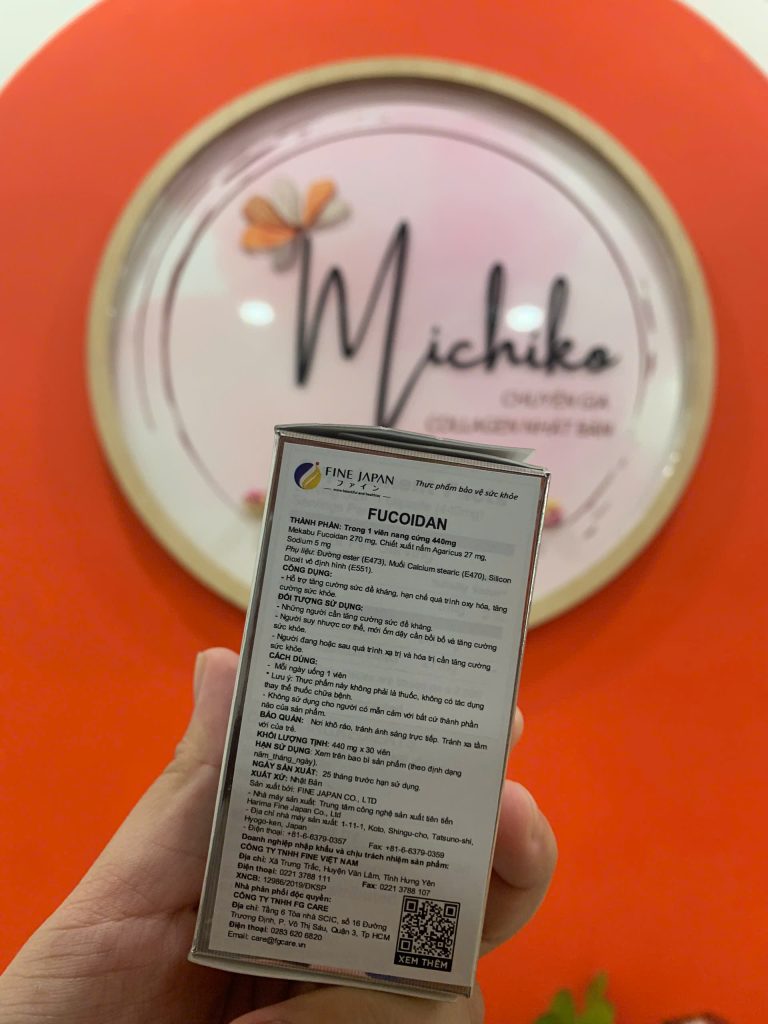 Michiko
CHUYÊN GIA
COLLAGEN NHẬT BẢN
FINE JAPAN
ファイン
Thực phẩm bảo vệ sức khỏe
FUCOIDAN
THÀNH PHẦN: Trong 1 viên nang cứng 440mg
Mekabu Fucoidan 270 mg, Chiết xuất nấm Agaricus 27 mg,
Sodium 5 mg
Phụ liệu: Đường ester (E473), Muối Calcium stearic (E470), Silicon
Dioxit vô định hình (E551).
CÔNG DỤNG:
- Hỗ trợ tăng cường sức đề kháng, hạn chế quá trình oxy hóa, tăng
cường sức khỏe.
ĐỐI TƯỢNG SỬ DỤNG:
- Những người cần tăng cường sức đề kháng.
- Người suy nhược cơ thể, mới ốm dậy cần bồi bổ và tăng cường
sức khỏe.
- Người đang hoặc sau quá trình xạ trị và hóa trị cần tăng cường
sức khỏe.
CÁCH DÙNG:
- Mỗi ngày uống 1 viên
* Lưu ý: Thực phẩm này không phải là thuốc, không có tác dụng
thay thế thuốc chữa bệnh.
- Không sử dụng cho người có mẫn cảm với bất cứ thành phần
nào của sản phẩm.
BẢO QUẢN: Nơi khô ráo, tránh ánh sáng trực tiếp. Tránh xa tầm
với của trẻ.
KHỐI LƯỢNG TỊNH: 440 mg x 30 viên
HẠN SỬ DỤNG: Xem trên bao bì sản phẩm (theo định dạng
năm_tháng_ngày).
NGÀY SẢN XUẤT: 25 tháng trước hạn sử dụng.
XUẤT XỨ: Nhật Bản
Sản xuất bởi: FINE JAPAN CO., LTD
- Nhà máy sản xuất: Trung tâm công nghệ sản xuất tiên tiến
Harima Fine Japan Co., Ltd
- Địa chỉ nhà máy sản xuất: 1-11-1, Koto, Shingu-cho, Tatsuno-shi,
Hyogo-ken, Japan
- Điện thoại: +81-6-6379-0357 Fax: +81-6-6379-0359
Doanh nghiệp nhập khẩu và chịu trách nhiệm sản phẩm:
CÔNG TY TNHH FINE VIỆT NAM
Địa chỉ: Xã Trưng Trắc, Huyện Văn Lâm, Tỉnh Hưng Yên
Điện thoại: 0221 3788 111 Fax: 0221 3788 107
XNCB: 12986/2019/ĐKSP
Nhà phân phối độc quyền:
CÔNG TY TNHH FG CARE
Địa chỉ: Tầng 6 Tòa nhà SCIC, số 16 Đường
Trương Định, P. Võ Thị Sáu, Quận 3, Tp HCM
Điện thoại: 0283 620 6820
Email: care@fgcare.vn
XEM THÊM